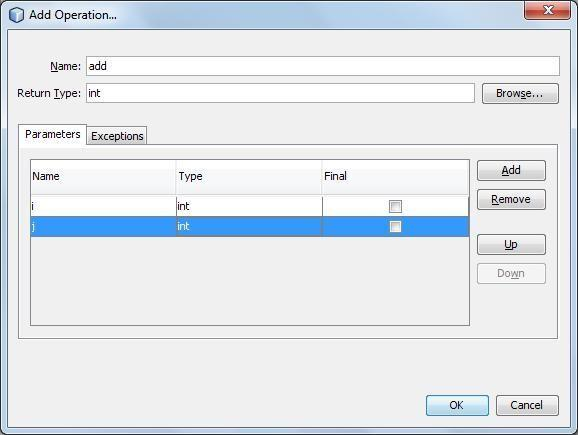 Add Operation...
Name: add
Return Type: int Browse...
Parameters Exceptions
Name Type Final
i int
j int
Add
Remove
Up
Down
OK Cancel